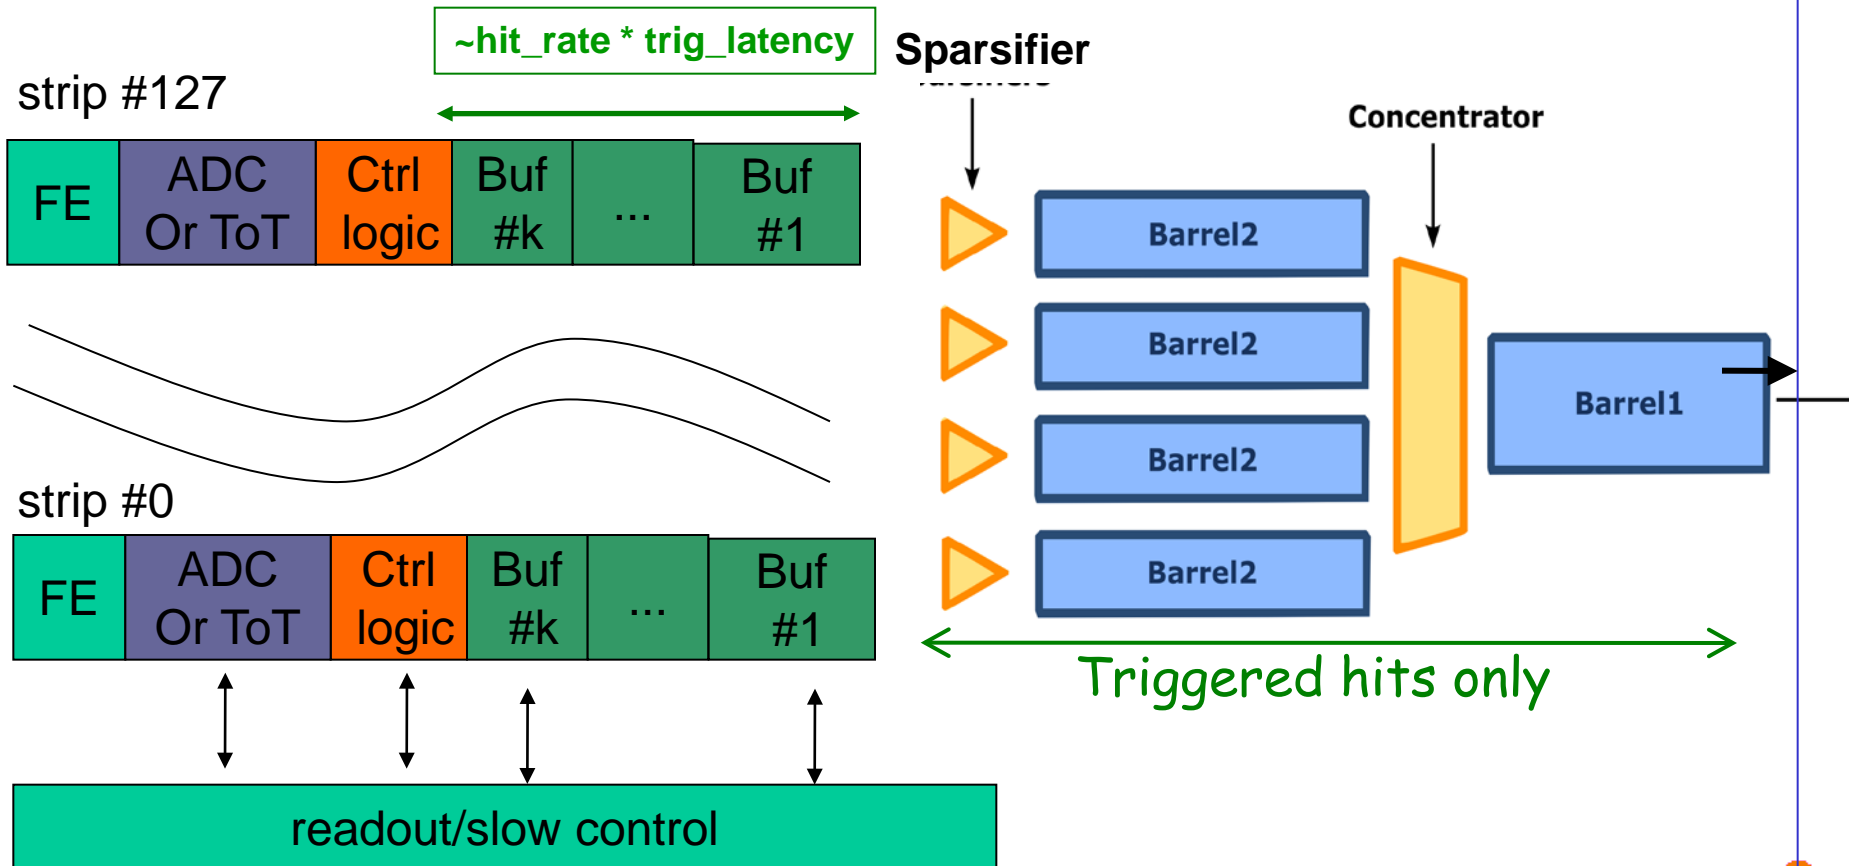 ~hit_rate * trig_latency
Sparsifier
strip #127
Concentrator
FE
ADC
Or ToT
Ctrl
logic
Buf
#k
...
Buf
#1
Barrel2
Barrel2
Barrel2
Barrel2
Barrel1
strip #0
FE
ADC
Or ToT
Ctrl
logic
Buf
#k
...
Buf
#1
Triggered hits only
readout/slow control